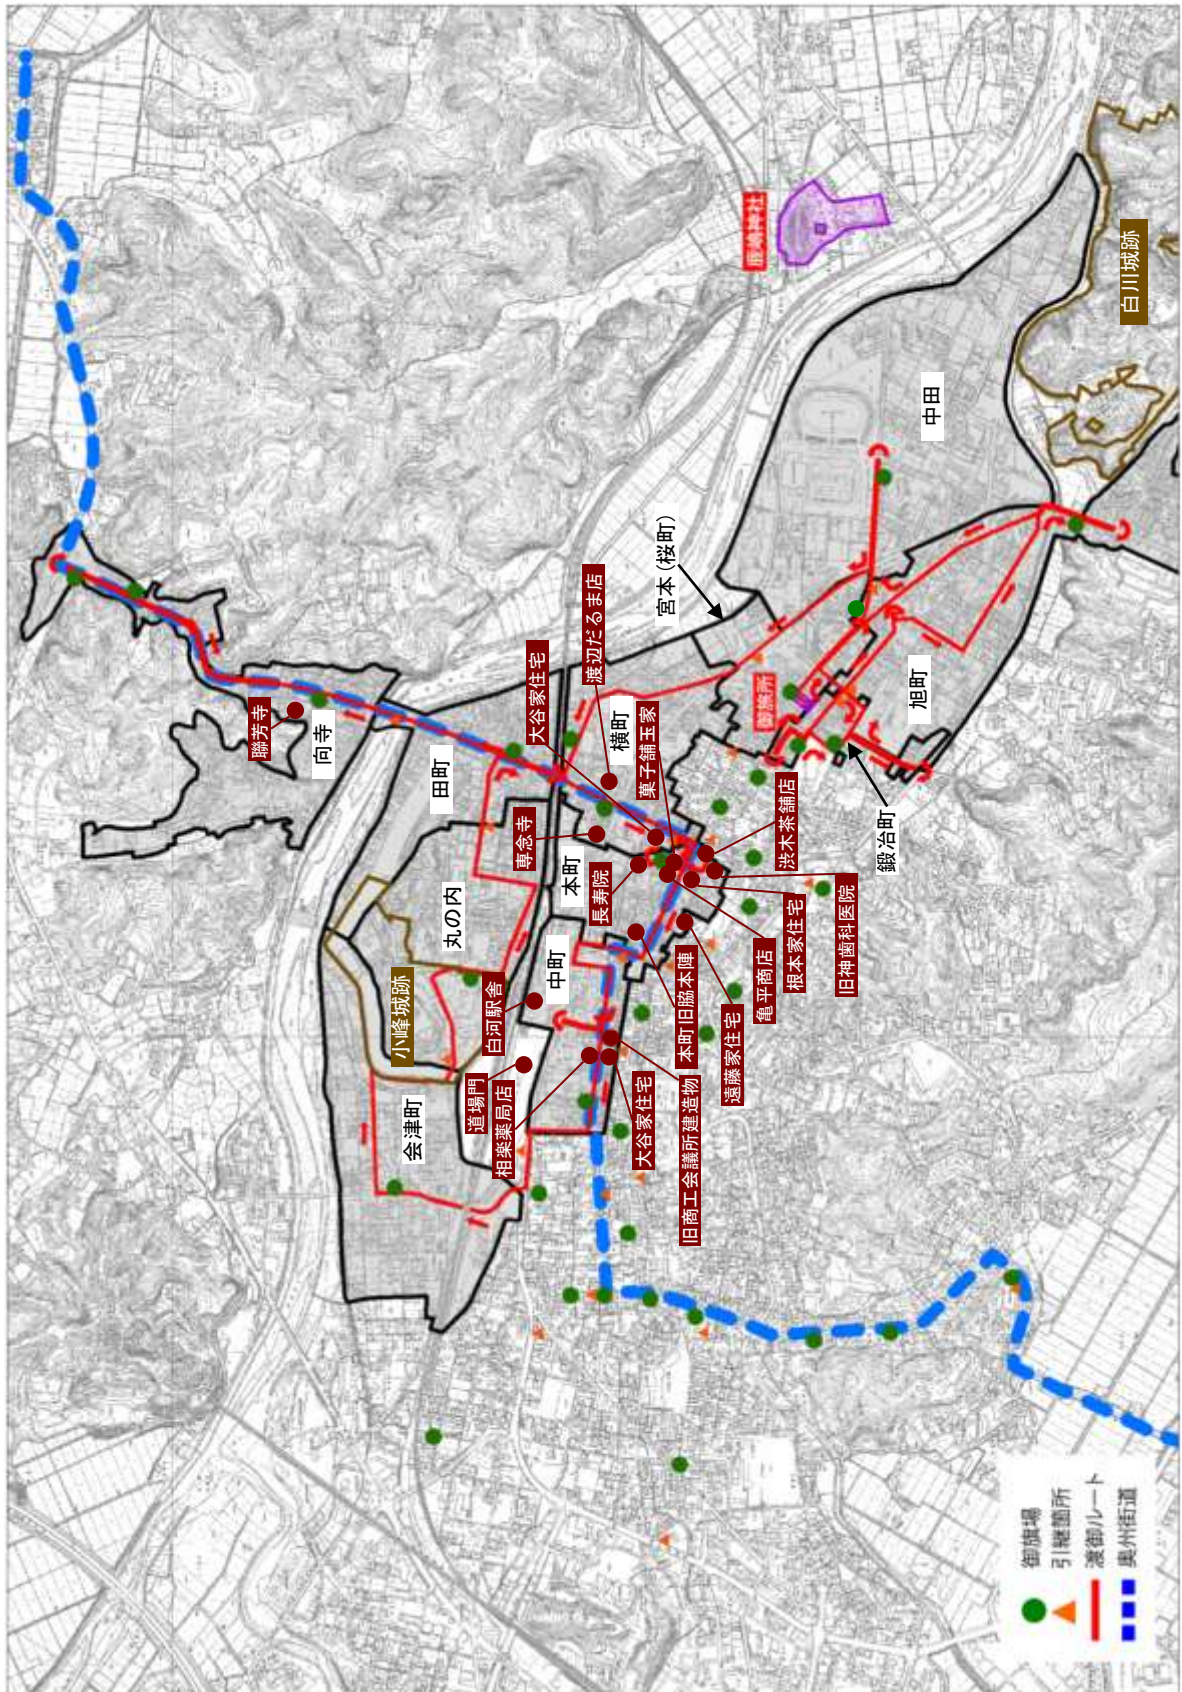 鹿嶋神社
白川城跡
中田
宮本(桜町)
渡辺だるま店
大谷家住宅
横町
菓子舗玉家
御旅所
旭町
鍛冶町
聯芳寺
向寺
田町
専念寺
本町
長寿院
渋木茶舗店
旧神歯科医院
根本家住宅
亀平商店
遠藤家住宅
本町旧脇本陣
丸の内
小峰城跡
白河駅舎
中町
会津町
道場門
相楽薬局店
大谷家住宅
旧商工会議所建造物
御旗場
引継箇所
渡御ルート
奥州街道